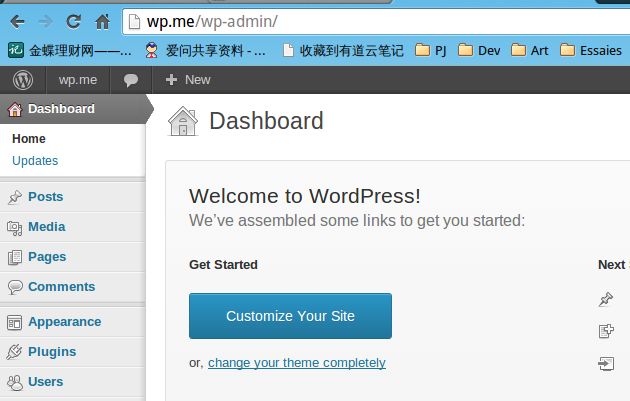 wp.me/wp-admin/
金蝶理财网——... 爱问共享资料 - ... 收藏到有道云笔记 PJ Dev Art Essaies
wp.me New
Dashboard
Home
Updates
Posts
Media
Pages
Comments
Appearance
Plugins
Users
Dashboard
Welcome to WordPress!
We've assembled some links to get you started:
Get Started
Customize Your Site
or, change your theme completely
Next